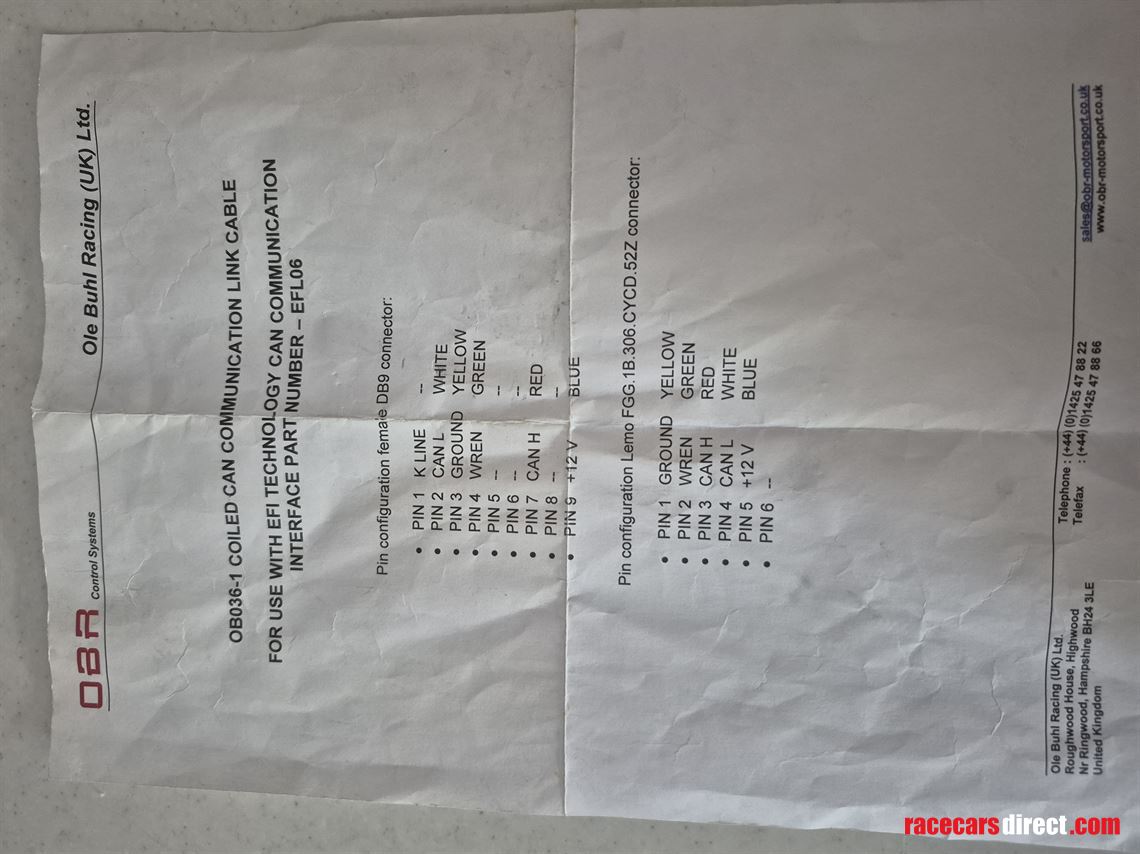 OBR Control Systems
Ole Buhl Racing (UK) Ltd.
OB036-1 COILED CAN COMMUNICATION LINK CABLE
FOR USE WITH EFI TECHNOLOGY CAN COMMUNICATION
INTERFACE PART NUMBER – EFL06
Pin configuration female DB9 connector:
• PIN 1 K LINE --
• PIN 2 CAN L WHITE
• PIN 3 GROUND YELLOW
• PIN 4 WREN GREEN
• PIN 5 -- --
• PIN 6 -- --
• PIN 7 CAN H RED
• PIN 8 -- --
• PIN 9 +12 V BLUE
Pin configuration Lemo FGG.1B.306.CYCD.52Z connector:
• PIN 1 GROUND YELLOW
• PIN 2 WREN GREEN
• PIN 3 CAN H RED
• PIN 4 CAN L WHITE
• PIN 5 +12 V BLUE
• PIN 6 --
Ole Buhl Racing (UK) Ltd.
Roughwood House, Highwood
Nr Ringwood, Hampshire BH24 3LE
United Kingdom
Telephone : (+44) (0)1425 47 88 22
Telefax : (+44) (0)1425 47 88 66
sales@obr-motorsport.co.uk
www.obr-motorsport.co.uk
racecarsdirect.com